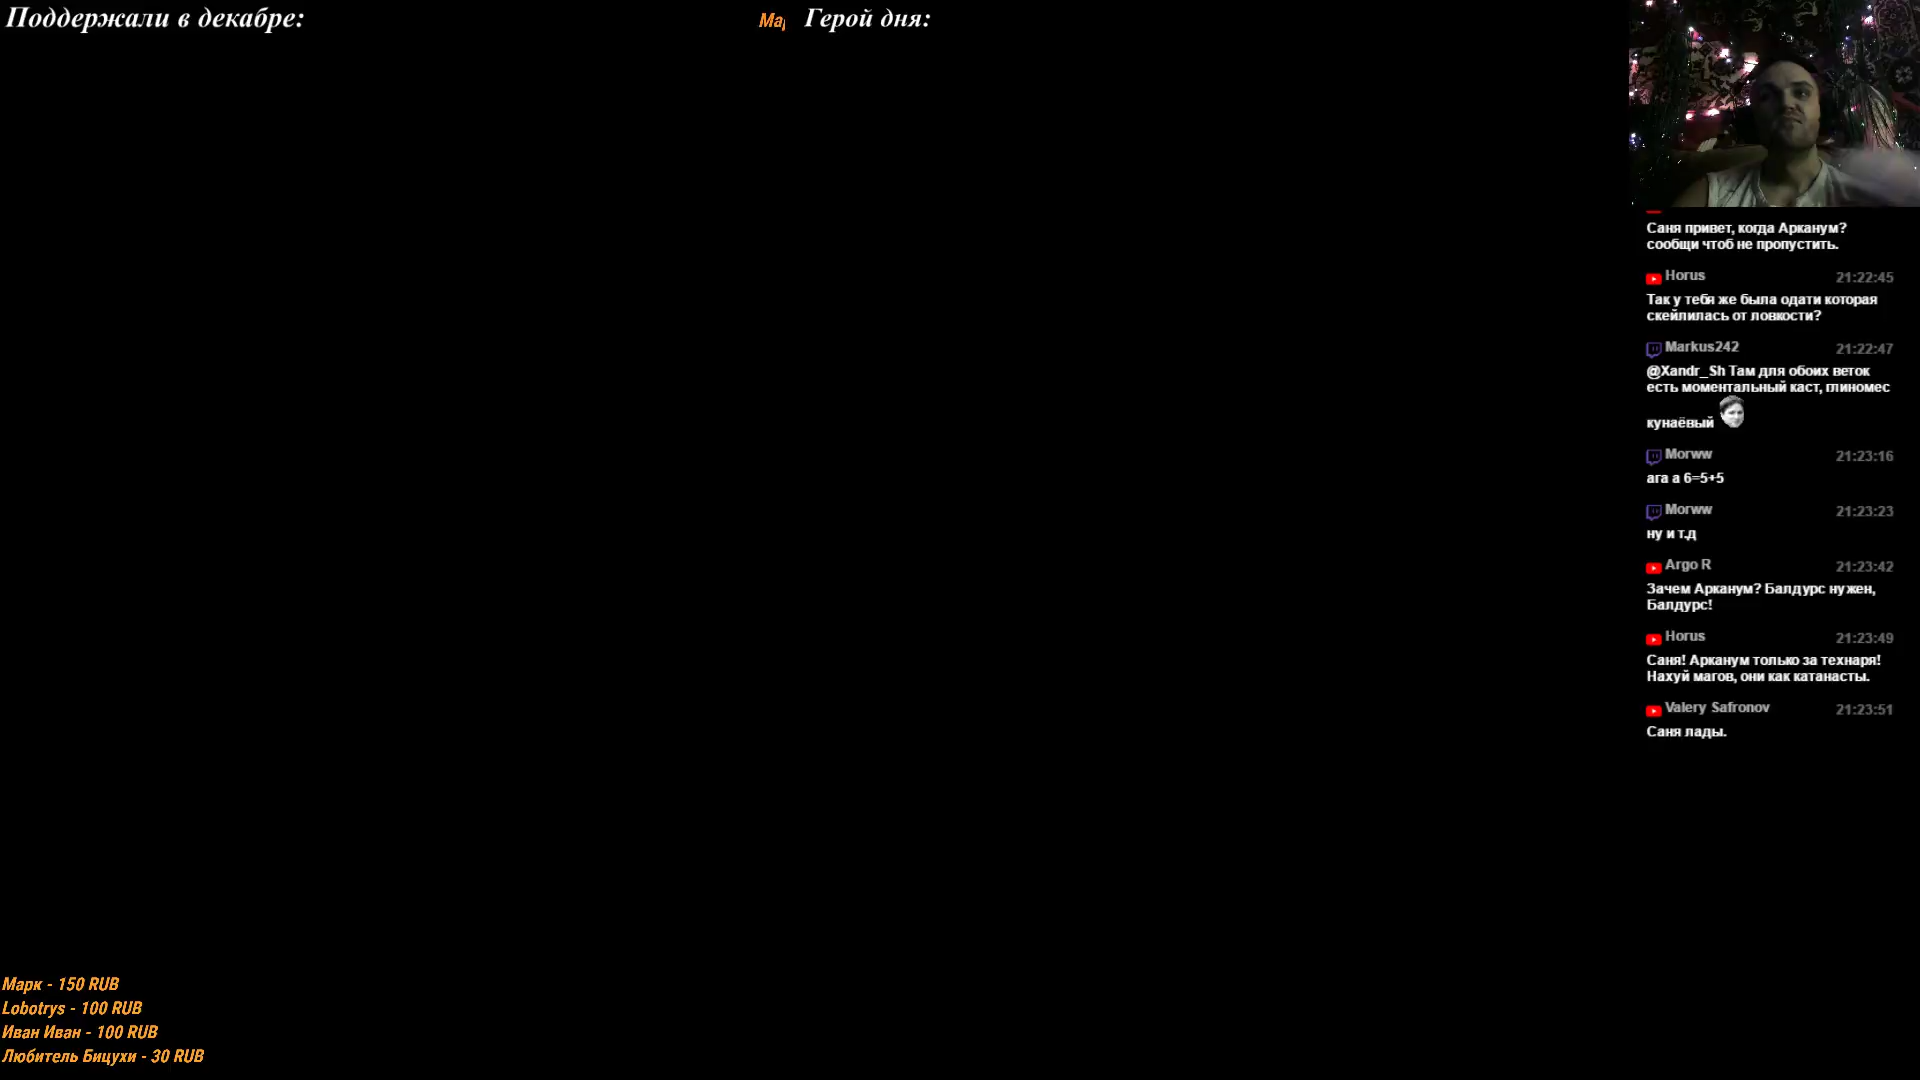 Поддержали в декабре:
Мар
Герой дня:
Саня привет, когда Арканум?
сообщи чтоб не пропустить.
Horus 21:22:45
Так у тебя же была одати которая
скейлилась от ловкости?
Markus242 21:22:47
@Xandr_Sh Там для обоих веток
есть моментальный каст, глиномес
кунаёвый
Morww 21:23:16
ага а 6=5+5
Morww 21:23:23
ну и т.д
Argo R 21:23:42
Зачем Арканум? Балдурс нужен,
Балдурс!
Horus 21:23:49
Саня! Арканум только за технаря!
Нахуй магов, они как катанасты.
Valery Safronov 21:23:51
Саня лады.
Марк - 150 RUB
Lobotrys - 100 RUB
Иван Иван - 100 RUB
Любитель Бицухи - 30 RUB